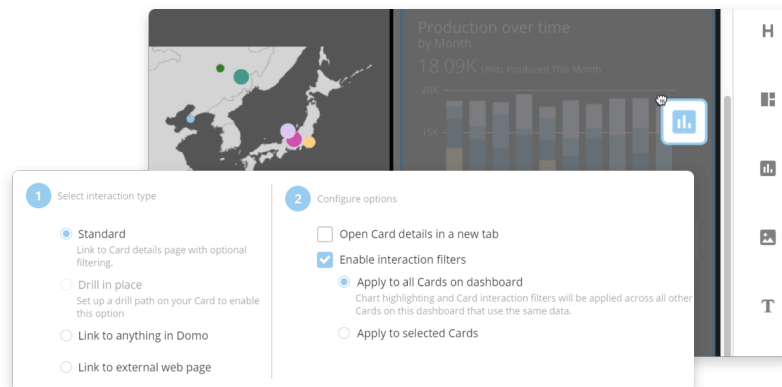 Production over time
by Month
18.09K Units Produced This Month
20K
15K
H
T
1 Select interaction type
Standard
Link to Card details page with optional
filtering.
Drill in place
Set up a drill path on your Card to enable
this option
Link to anything in Domo
Link to external web page
2 Configure options
Open Card details in a new tab
Enable interaction filters
Apply to all Cards on dashboard
Chart highlighting and Card interaction filters will be applied across all other
Cards on this dashboard that use the same data.
Apply to selected Cards